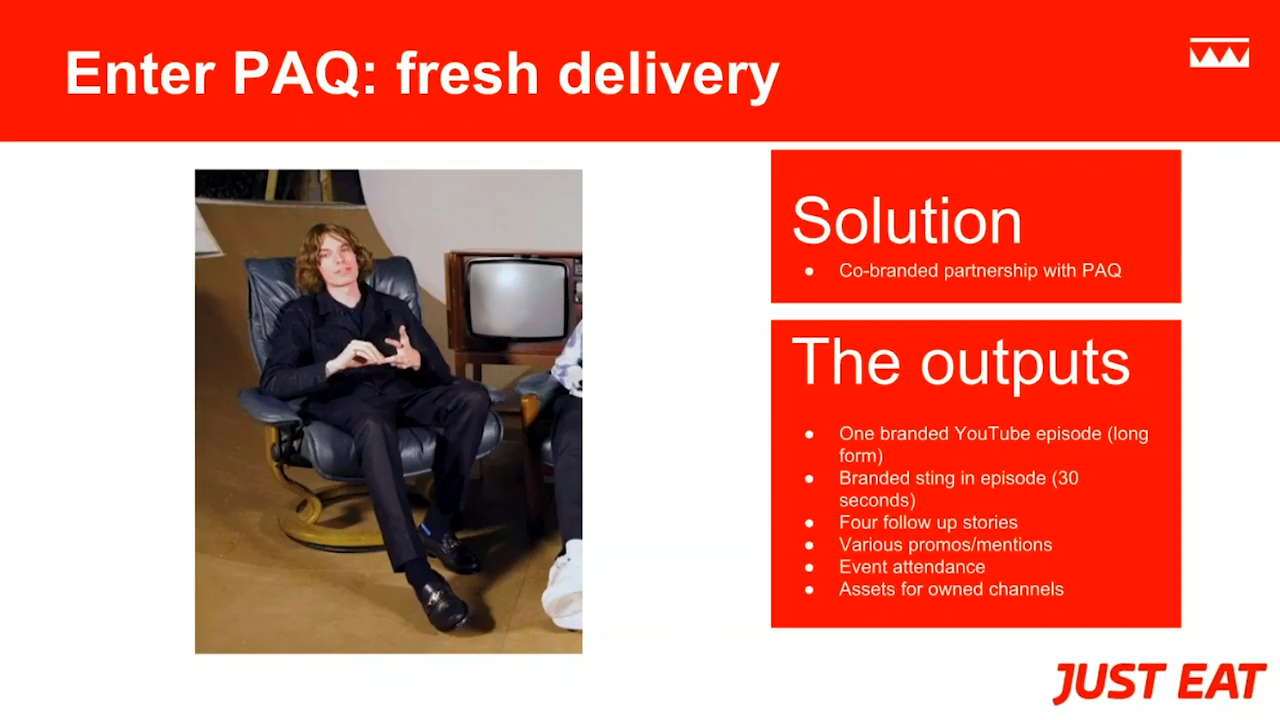 Enter PAQ: fresh delivery
Solution
● Co-branded partnership with PAQ
The outputs
● One branded YouTube episode (long
form)
● Branded sting in episode (30
seconds)
● Four follow up stories
● Various promos/mentions
● Event attendance
● Assets for owned channels
JUST EAT